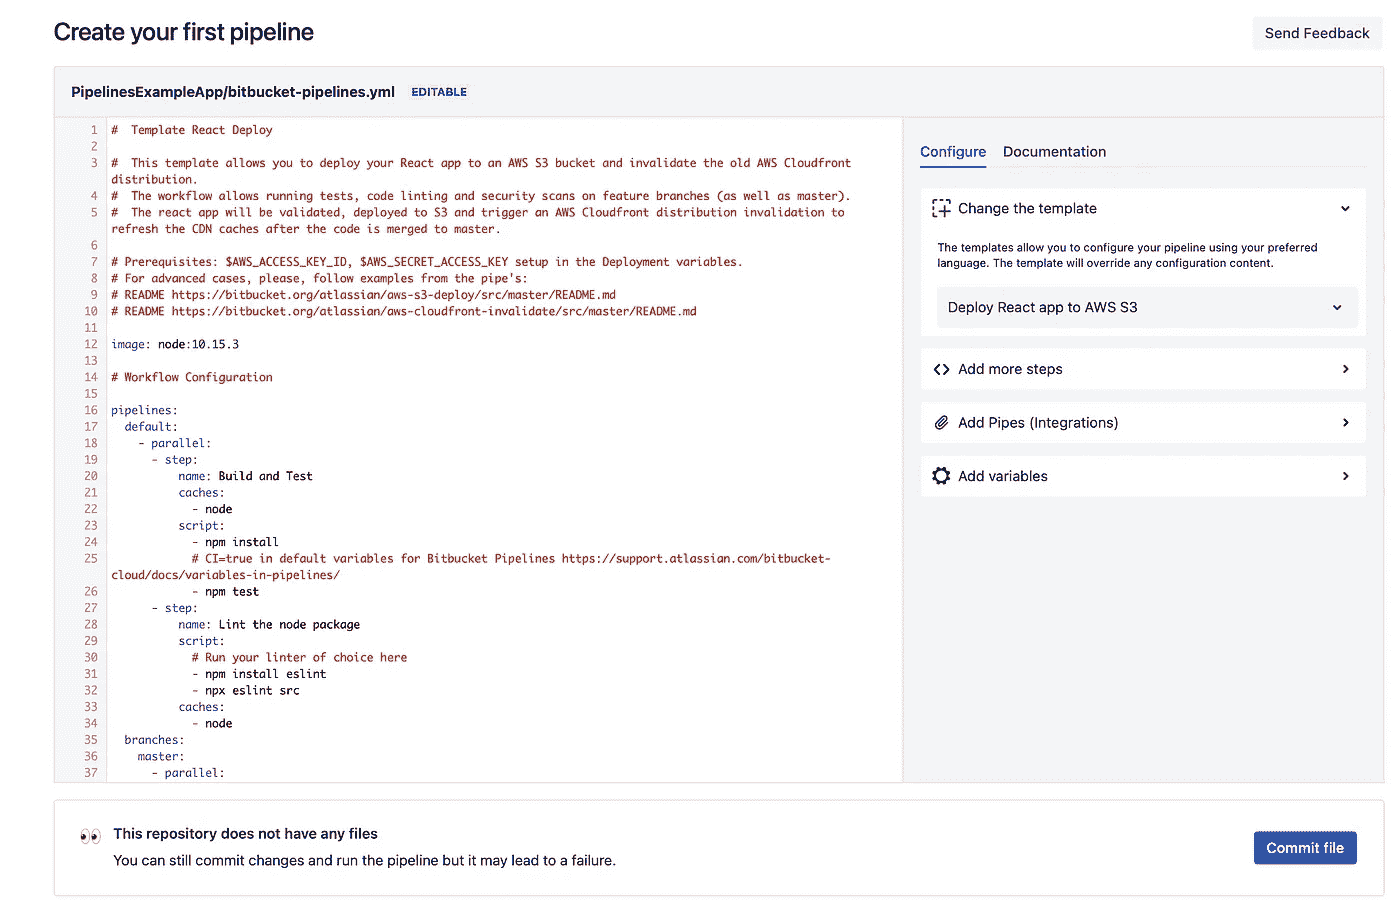 Create your first pipeline
Send Feedback
PipelinesExampleApp/bitbucket-pipelines.yml EDITABLE
1 #  Template React Deploy
2
3 #  This template allows you to deploy your React app to an AWS S3 bucket and invalidate the old AWS Cloudfront
distribution.
4 #  The workflow allows running tests, code linting and security scans on feature branches (as well as master).
5 #  The react app will be validated, deployed to S3 and trigger an AWS Cloudfront distribution invalidation to
refresh the CDN caches after the code is merged to master.
6
7 # Prerequisites: $AWS_ACCESS_KEY_ID, $AWS_SECRET_ACCESS_KEY setup in the Deployment variables.
8 # For advanced cases, please, follow examples from the pipe's:
9 # README https://bitbucket.org/atlassian/aws-s3-deploy/src/master/README.md
10 # README https://bitbucket.org/atlassian/aws-cloudfront-invalidate/src/master/README.md
11
12 image: node:10.15.3
13
14 # Workflow Configuration
15
16 pipelines:
17   default:
18     - parallel:
19       - step:
20           name: Build and Test
21           caches:
22             - node
23           script:
24             - npm install
25             # CI=true in default variables for Bitbucket Pipelines https://support.atlassian.com/bitbucket-
cloud/docs/variables-in-pipelines/
26             - npm test
27       - step:
28           name: Lint the node package
29           script:
30             # Run your linter of choice here
31             - npm install eslint
32             - npx eslint src
33           caches:
34             - node
35   branches:
36     master:
37       - parallel:
Configure Documentation
Change the template
The templates allow you to configure your pipeline using your preferred
language. The template will override any configuration content.
Deploy React app to AWS S3
Add more steps
Add Pipes (Integrations)
Add variables
This repository does not have any files
You can still commit changes and run the pipeline but it may lead to a failure.
Commit file